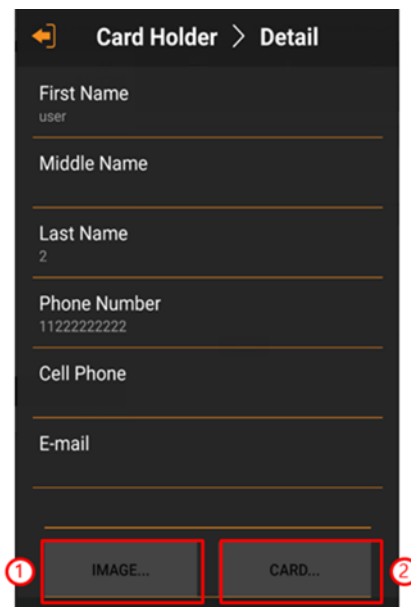 Card Holder > Detail
First Name
user
Middle Name
Last Name
2
Phone Number
11222222222
Cell Phone
E-mail
1 IMAGE... CARD... 2